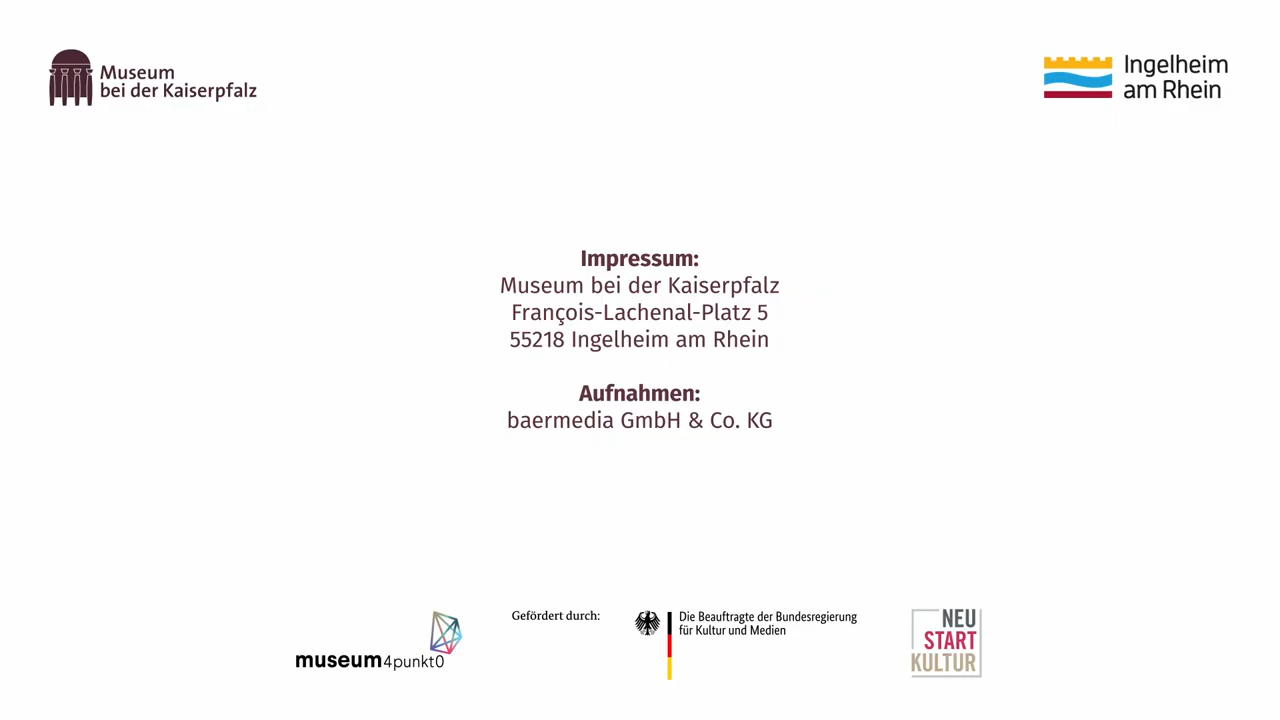 Museum
bei der Kaiserpfalz
Ingelheim
am Rhein
Impressum:
Museum bei der Kaiserpfalz
François-Lachenal-Platz 5
55218 Ingelheim am Rhein
Aufnahmen:
baermedia GmbH & Co. KG
museum4punkt0
Gefördert durch:
Die Beauftragte der Bundesregierung
für Kultur und Medien
NEU
START
KULTUR